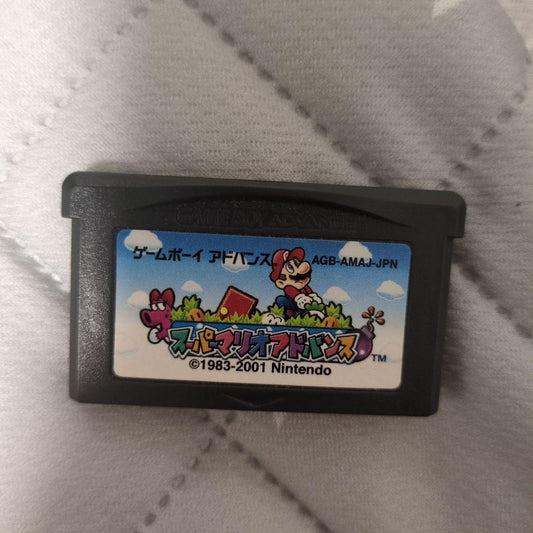 GAME BOY ADVANCE
ゲームボーイ アドバンス
AGB-AMAJ-JPN
スーパーマリオアドバンス
TM
©1983-2001 Nintendo